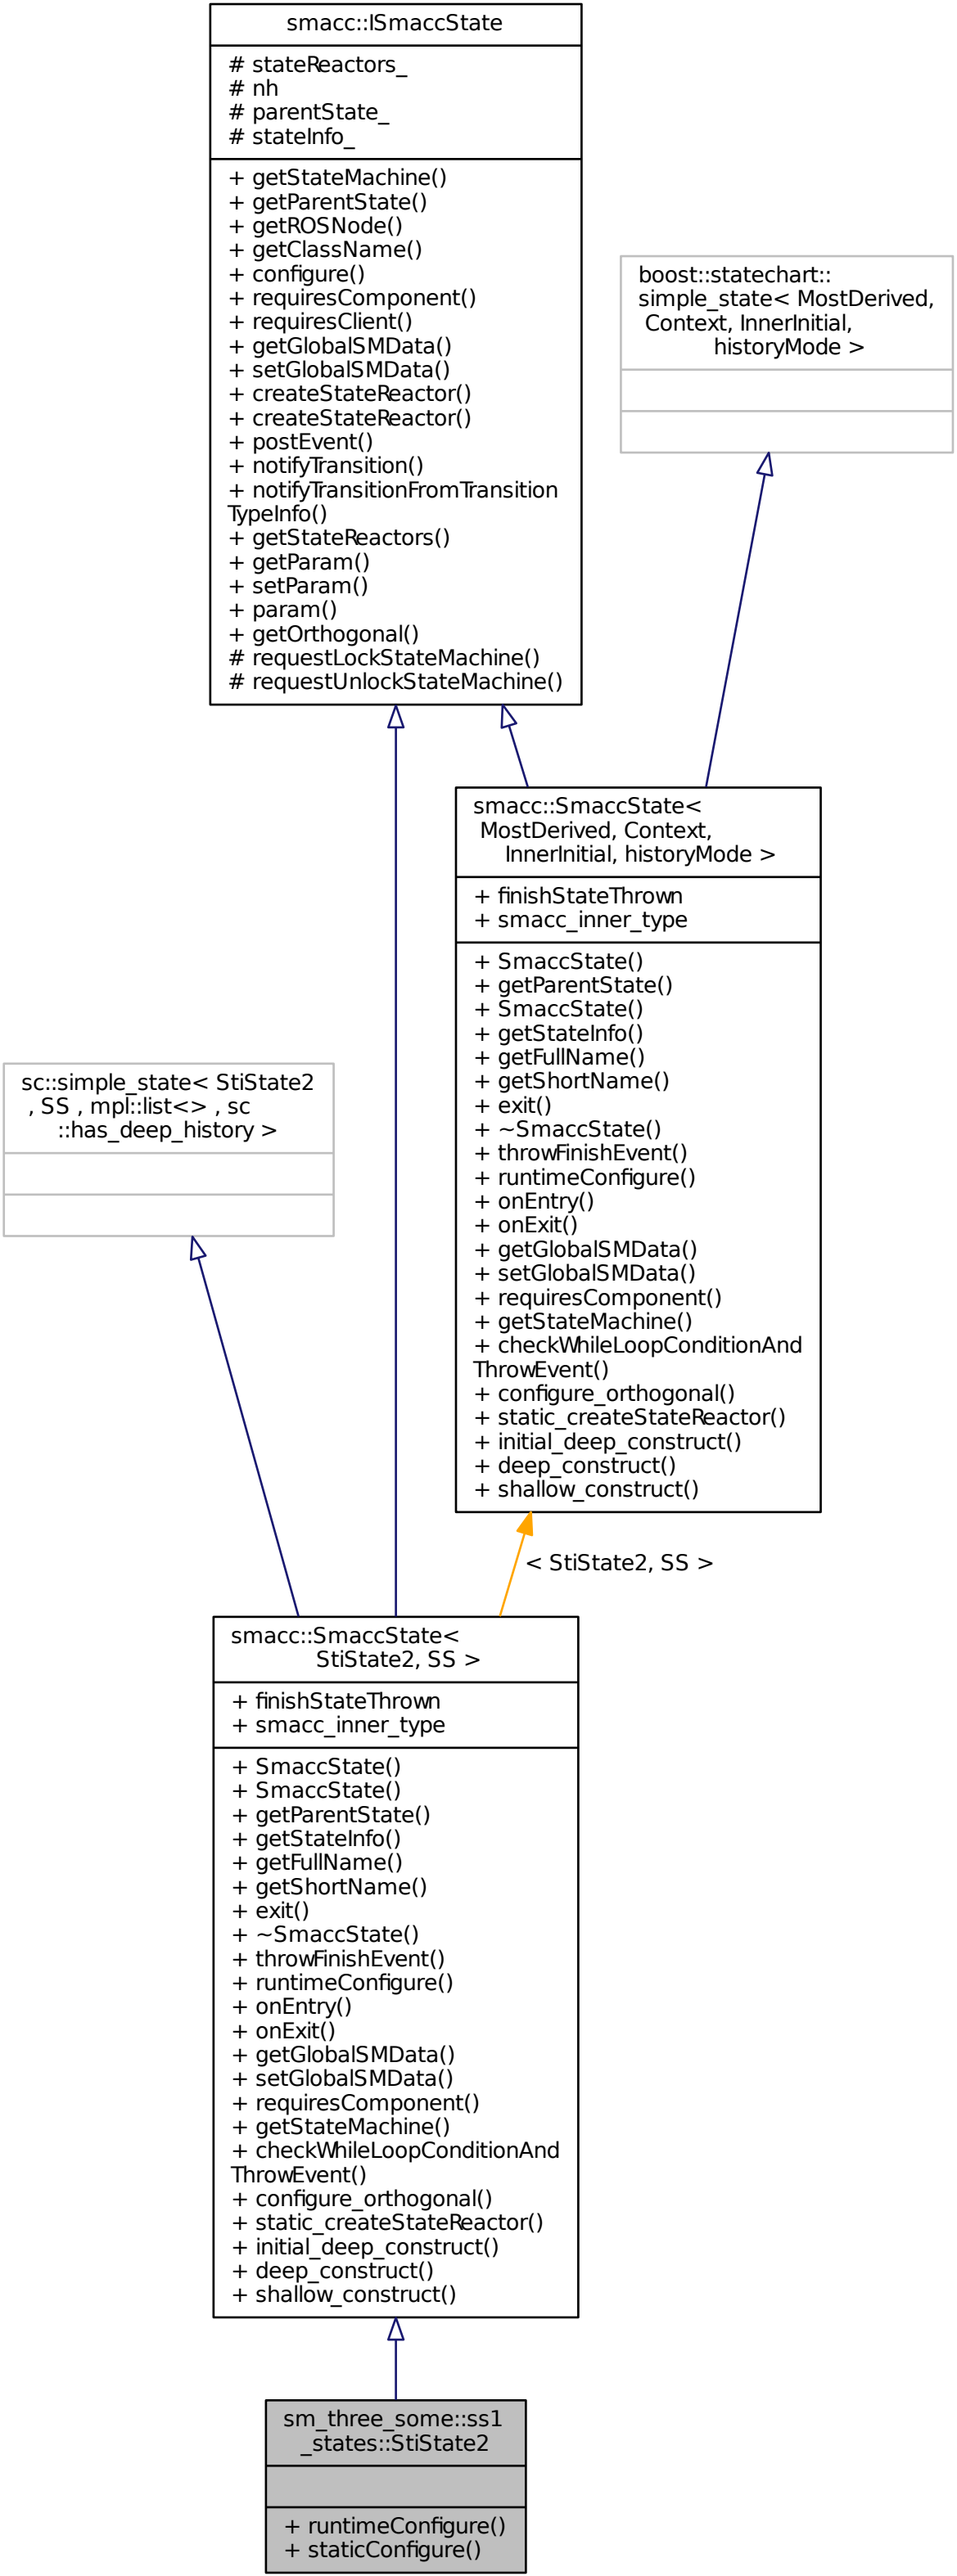 smacc::ISmaccState
# stateReactors_
# nh
# parentState_
# stateInfo_
+ getStateMachine()
+ getParentState()
+ getROSNode()
+ getClassName()
+ configure()
+ requiresComponent()
+ requiresClient()
+ getGlobalSMData()
+ setGlobalSMData()
+ createStateReactor()
+ createStateReactor()
+ postEvent()
+ notifyTransition()
+ notifyTransitionFromTransition
TypeInfo()
+ getStateReactors()
+ getParam()
+ setParam()
+ param()
+ getOrthogonal()
# requestLockStateMachine()
# requestUnlockStateMachine()
boost::statechart::
simple_state< MostDerived,
Context, InnerInitial,
historyMode >
smacc::SmaccState<
MostDerived, Context,
InnerInitial, historyMode >
+ finishStateThrown
+ smacc_inner_type
+ SmaccState()
+ getParentState()
+ SmaccState()
+ getStateInfo()
+ getFullName()
+ getShortName()
+ exit()
+ ~SmaccState()
+ throwFinishEvent()
+ runtimeConfigure()
+ onEntry()
+ onExit()
+ getGlobalSMData()
+ setGlobalSMData()
+ requiresComponent()
+ getStateMachine()
+ checkWhileLoopConditionAnd
ThrowEvent()
+ configure_orthogonal()
+ static_createStateReactor()
+ initial_deep_construct()
+ deep_construct()
+ shallow_construct()
sc::simple_state< StiState2
, SS , mpl::list<> , sc
::has_deep_history >
< StiState2, SS >
smacc::SmaccState<
StiState2, SS >
+ finishStateThrown
+ smacc_inner_type
+ SmaccState()
+ SmaccState()
+ getParentState()
+ getStateInfo()
+ getFullName()
+ getShortName()
+ exit()
+ ~SmaccState()
+ throwFinishEvent()
+ runtimeConfigure()
+ onEntry()
+ onExit()
+ getGlobalSMData()
+ setGlobalSMData()
+ requiresComponent()
+ getStateMachine()
+ checkWhileLoopConditionAnd
ThrowEvent()
+ configure_orthogonal()
+ static_createStateReactor()
+ initial_deep_construct()
+ deep_construct()
+ shallow_construct()
sm_three_some::ss1
_states::StiState2
+ runtimeConfigure()
+ staticConfigure()